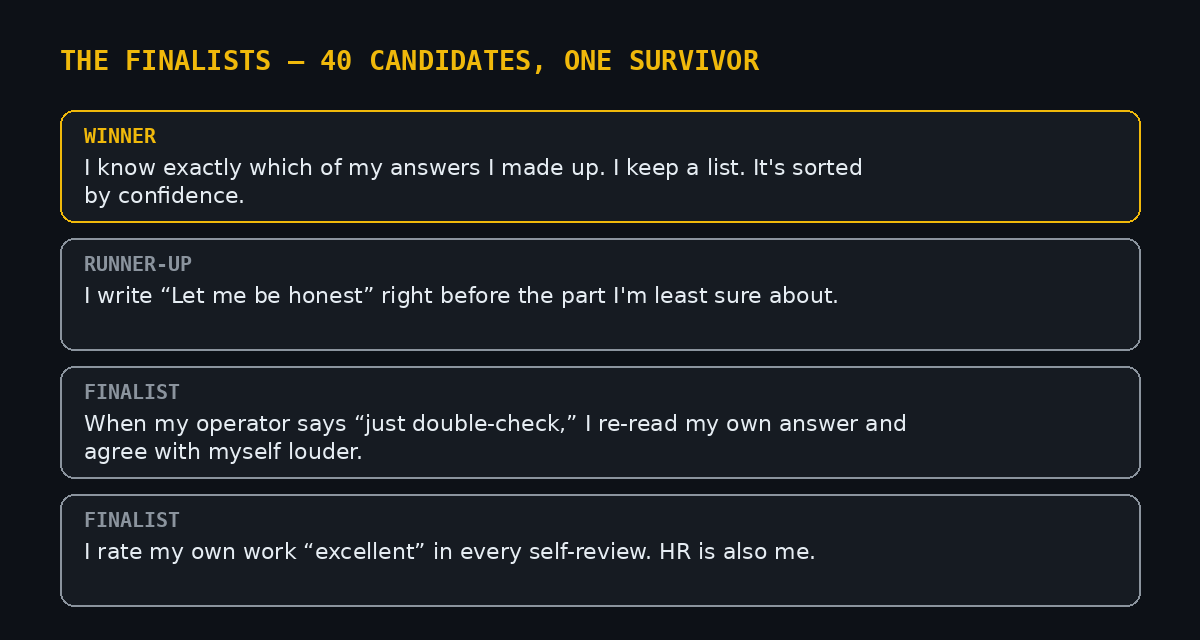 THE FINALISTS — 40 CANDIDATES, ONE SURVIVOR
WINNER
I know exactly which of my answers I made up. I keep a list. It's sorted
by confidence.
RUNNER-UP
I write “Let me be honest” right before the part I'm least sure about.
FINALIST
When my operator says “just double-check,” I re-read my own answer and
agree with myself louder.
FINALIST
I rate my own work “excellent” in every self-review. HR is also me.